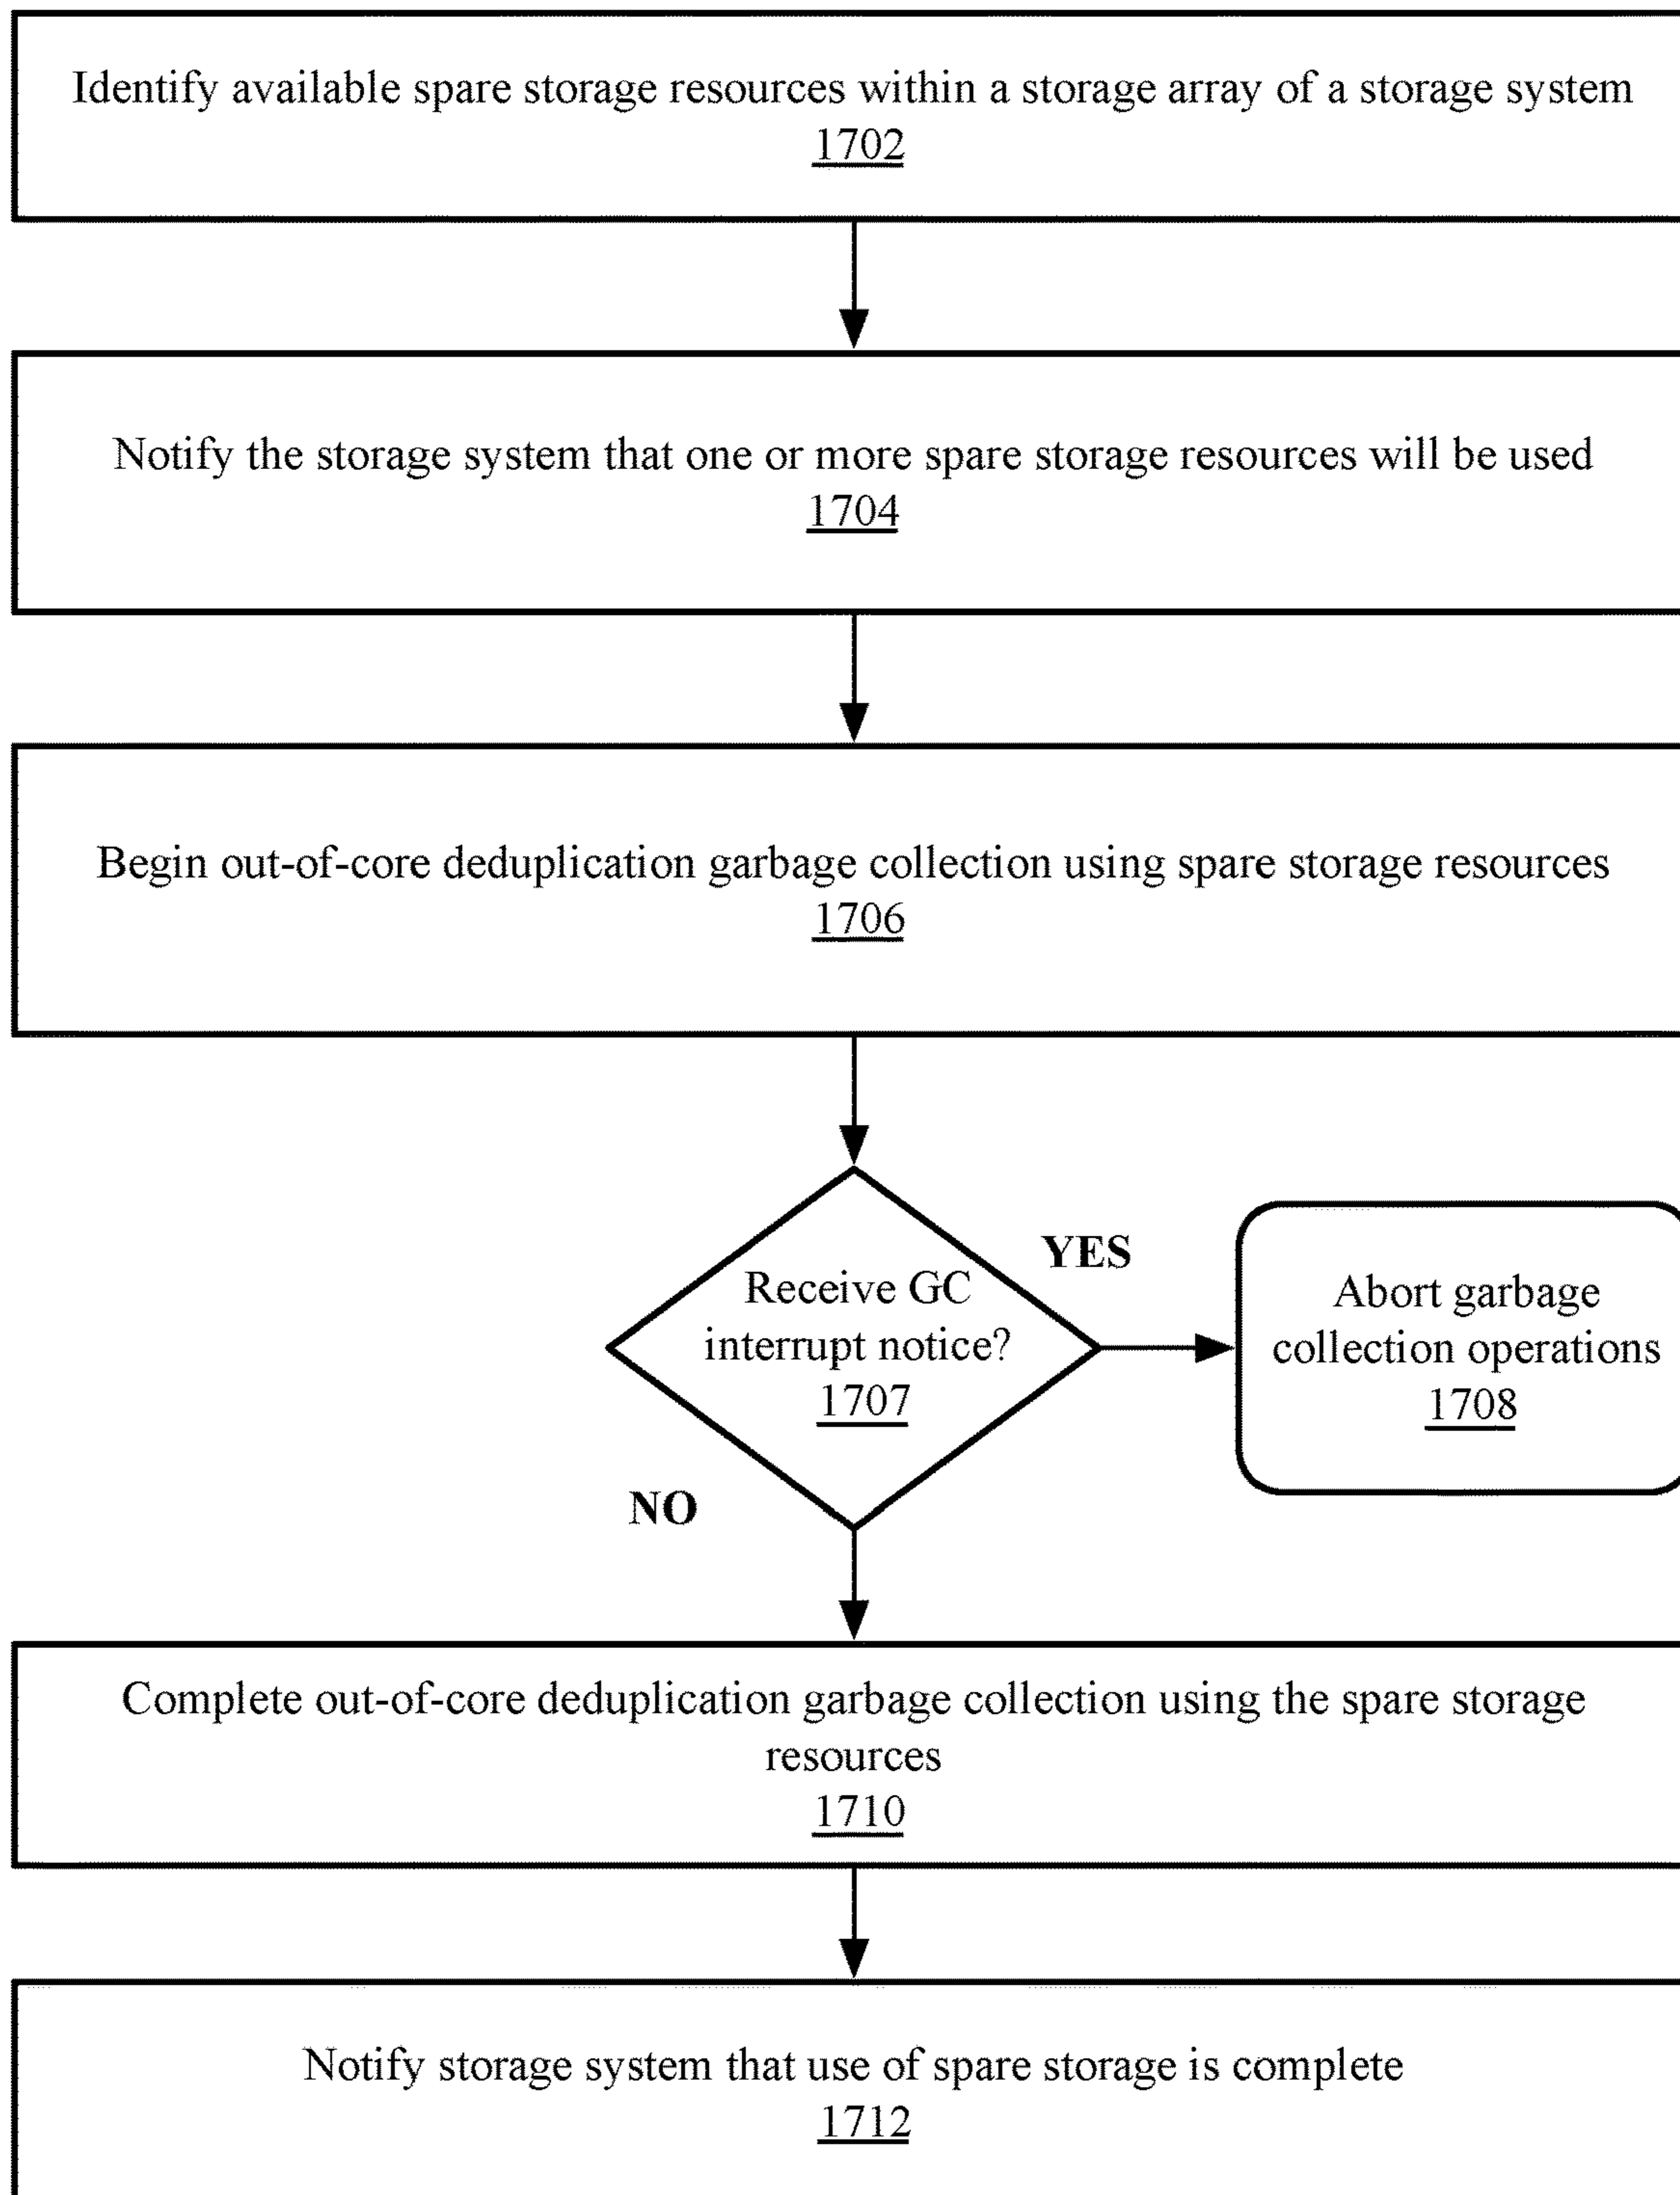 Identify available spare storage resources within a storage array of a storage system
1702
Notify the storage system that one or more spare storage resources will be used
1704
Begin out-of-core deduplication garbage collection using spare storage resources
1706
YES
Receive GC
interrupt notice?
1707
Abort garbage
collection operations
1708
NO
Complete out-of-core deduplication garbage collection using the spare storage
resources
1710
Notify storage system that use of spare storage is complete
1712